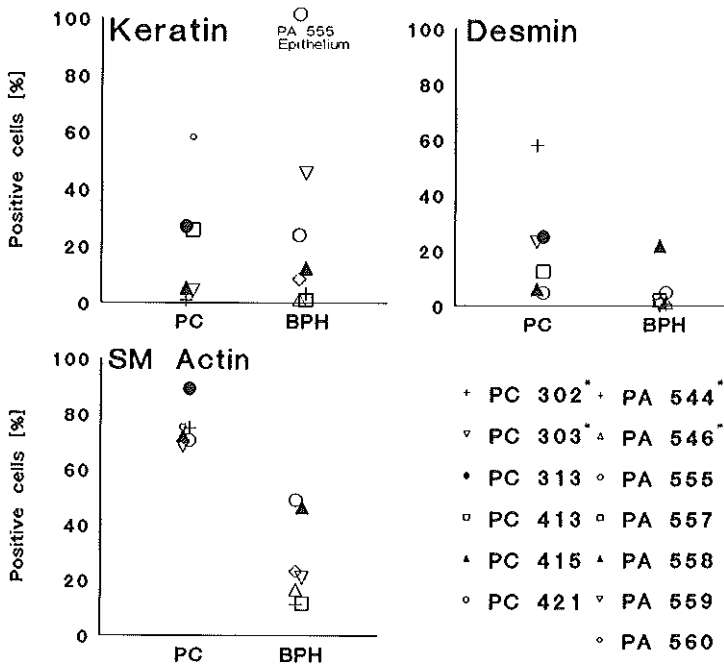 Keratin
PA 555
Epithelium
Positive cells [%]
100
80
60
40
20
0
PC BPH
Desmin
100
80
60
40
20
0
PC BPH
SM Actin
Positive cells [%]
100
80
60
40
20
0
PC BPH
PC 302* PA 544*
PC 303* PA 546*
PC 313 PA 555
PC 413 PA 557
PC 415 PA 558
PC 421 PA 559
PA 560